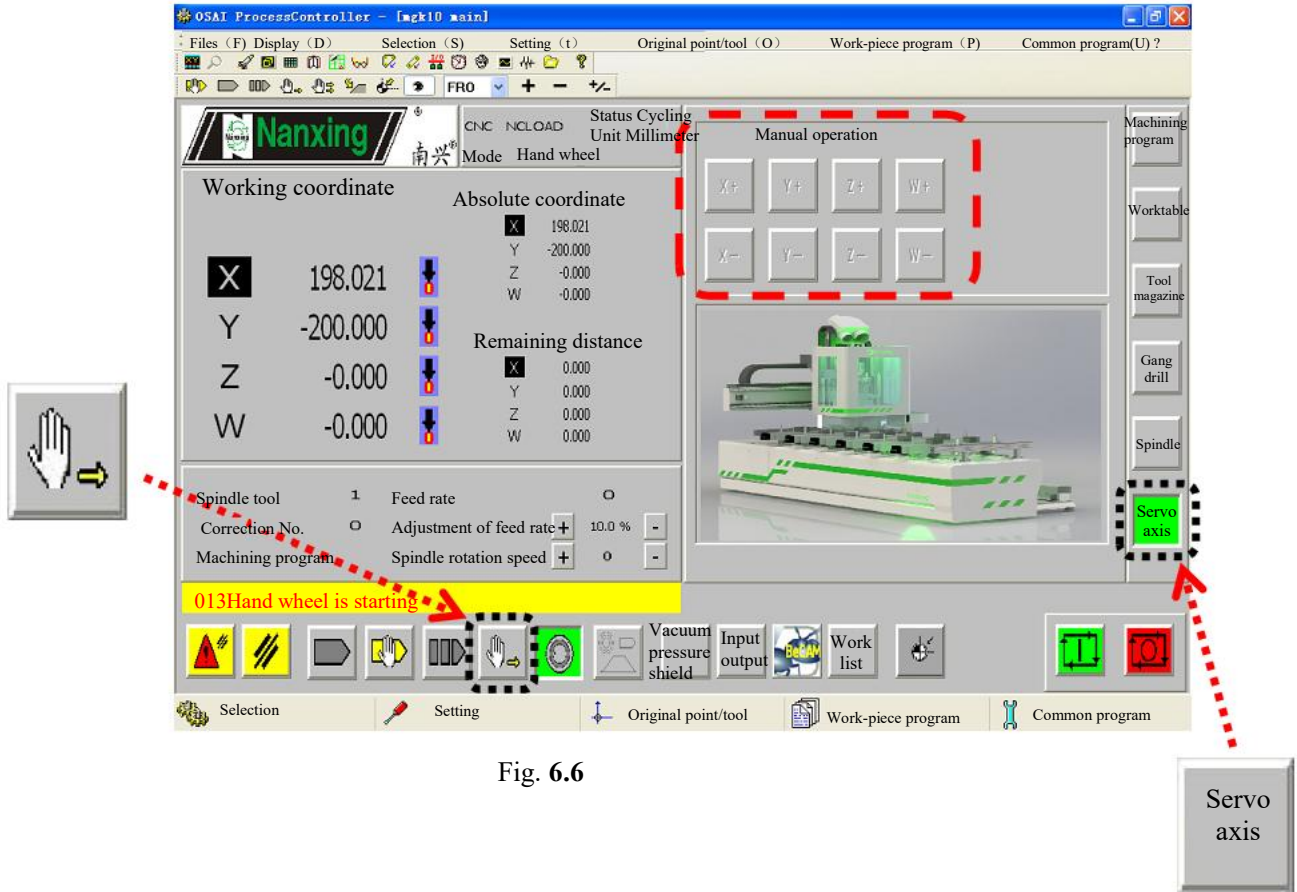 OSAI ProcessController - [mgk10 main]
Files (F) Display (D) Selection (S) Setting (t) Original point/tool (O) Work-piece program (P) Common program(U) ?
FRO + - +/-
Nanxing ®
南兴®
CNC NCLOAD Status Cycling
Unit Millimeter
Mode Hand wheel
Manual operation
X+ Y+ Z+ W+
X- Y- Z- W-
Machining program
Worktable
Tool magazine
Gang drill
Spindle
Servo axis
Working coordinate
X 198.021
Y -200.000
Z -0.000
W -0.000
Absolute coordinate
X 198.021
Y -200.000
Z -0.000
W -0.000
Remaining distance
X 0.000
Y 0.000
Z 0.000
W 0.000
Spindle tool 1 Feed rate 0
Correction No. 0 Adjustment of feed rate + 10.0 % -
Machining program Spindle rotation speed + 0 -
013Hand wheel is starting
Vacuum pressure shield
Input output
BeCAM
Work list
Selection Setting Original point/tool Work-piece program Common program
Fig. 6.6
Servo axis